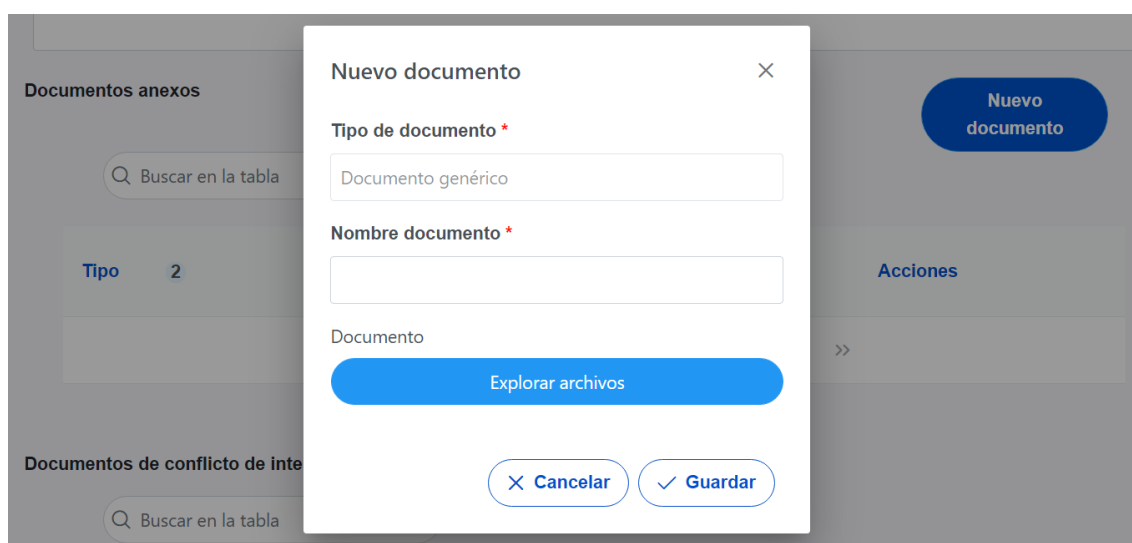 Nuevo documento
Documentos anexos
Nuevo
documento
Tipo de documento *
Buscar en la tabla
Documento genérico
Nombre documento *
Tipo 2
Acciones
Documento
Explorar archivos
Documentos de conflicto de inte
Cancelar
Guardar
Buscar en la tabla